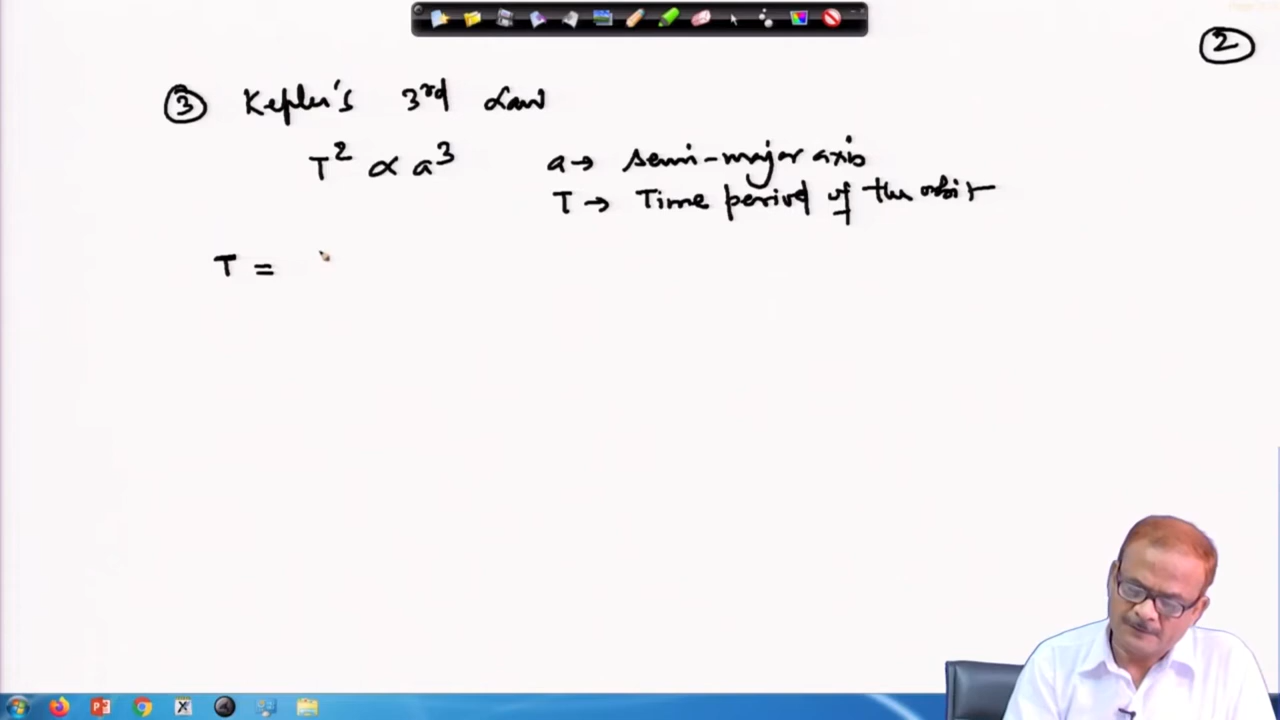 2
3 Kepler's 3rd Law
T² ∝ a³ a → semi-major axis
T → Time period of the orbit
T =